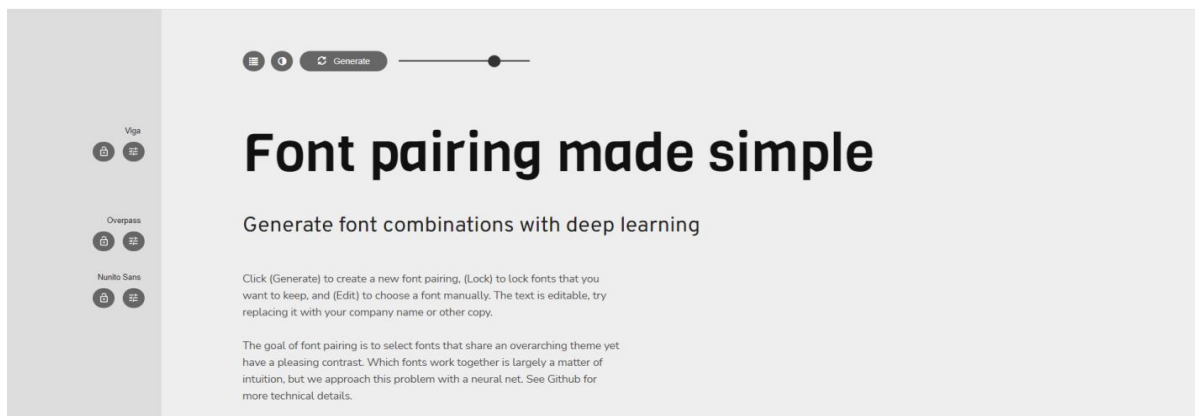 Generate
Viga
Font pairing made simple
Overpass
Generate font combinations with deep learning
Nunito Sans
Click (Generate) to create a new font pairing, (Lock) to lock fonts that you
want to keep, and (Edit) to choose a font manually. The text is editable, try
replacing it with your company name or other copy.
The goal of font pairing is to select fonts that share an overarching theme yet
have a pleasing contrast. Which fonts work together is largely a matter of
intuition, but we approach this problem with a neural net. See Github for
more technical details.